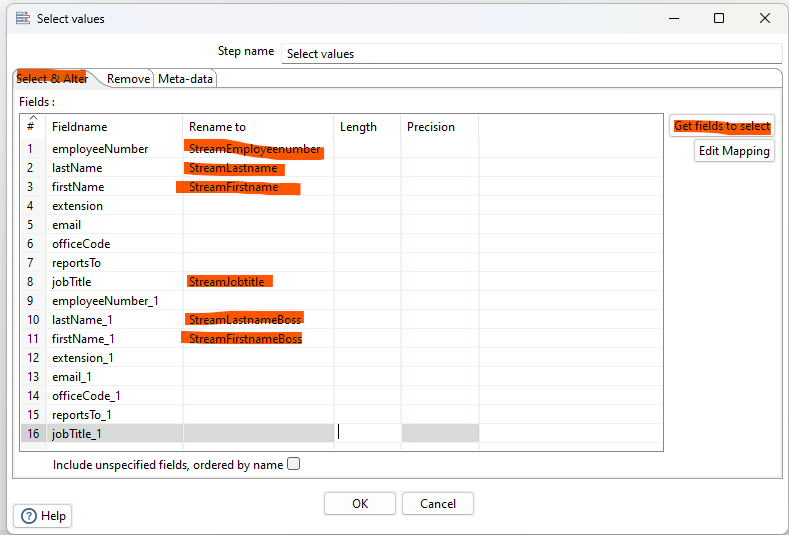 Select values
Step name Select values
Select & Alter Remove Meta-data
Fields :
# Fieldname Rename to Length Precision
Get fields to select
Edit Mapping
1 employeeNumber StreamEmployeenumber
2 lastName StreamLastname
3 firstName StreamFirstname
4 extension
5 email
6 officeCode
7 reportsTo
8 jobTitle StreamJobtitle
9 employeeNumber_1
10 lastName_1 StreamLastnameBoss
11 firstName_1 StreamFirstnameBoss
12 extension_1
13 email_1
14 officeCode_1
15 reportsTo_1
16 jobTitle_1
Include unspecified fields, ordered by name
OK Cancel
Help